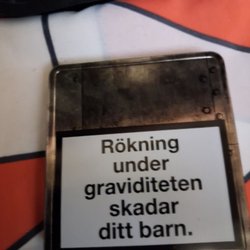 Rökning
under
graviditeten
skadar
ditt barn.